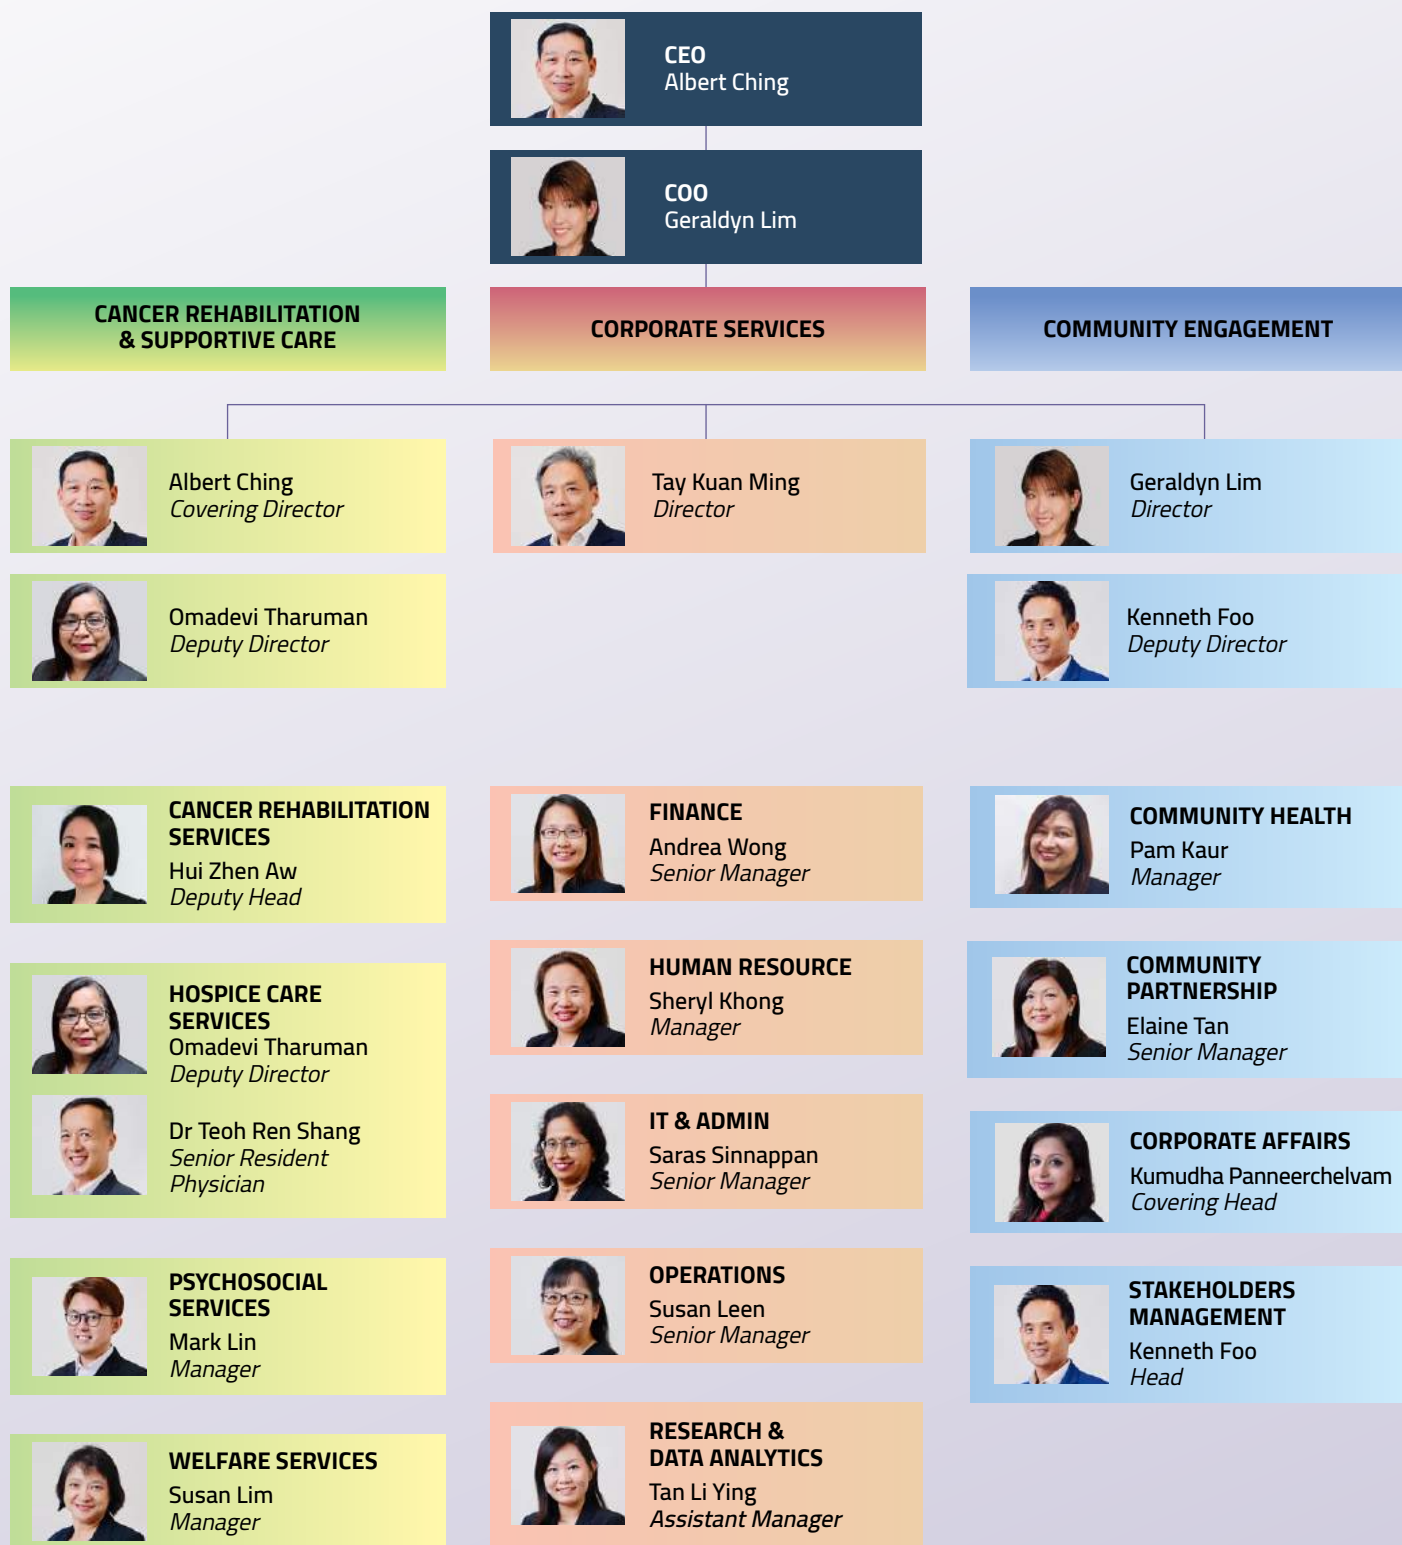 CEO
Albert Ching
COO
Geraldyn Lim
CANCER REHABILITATION
& SUPPORTIVE CARE
CORPORATE SERVICES
COMMUNITY ENGAGEMENT
Albert Ching
Covering Director
Tay Kuan Ming
Director
Geraldyn Lim
Director
Omadevi Tharuman
Deputy Director
Kenneth Foo
Deputy Director
CANCER REHABILITATION
SERVICES
Hui Zhen Aw
Deputy Head
HOSPICE CARE
SERVICES
Omadevi Tharuman
Deputy Director
Dr Teoh Ren Shang
Senior Resident
Physician
PSYCHOSOCIAL
SERVICES
Mark Lin
Manager
WELFARE SERVICES
Susan Lim
Manager
FINANCE
Andrea Wong
Senior Manager
HUMAN RESOURCE
Sheryl Khong
Manager
IT & ADMIN
Saras Sinnappan
Senior Manager
OPERATIONS
Susan Leen
Senior Manager
RESEARCH &
DATA ANALYTICS
Tan Li Ying
Assistant Manager
COMMUNITY HEALTH
Pam Kaur
Manager
COMMUNITY
PARTNERSHIP
Elaine Tan
Senior Manager
CORPORATE AFFAIRS
Kumudha Panneerchelvam
Covering Head
STAKEHOLDERS
MANAGEMENT
Kenneth Foo
Head